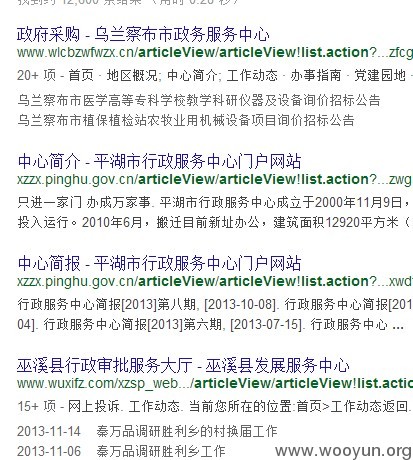 找到约 12,600 条结果 （用时 0.28 秒）
政府采购 - 乌兰察布市政务服务中心
www.wlcbzwfwzx.cn/articleView/articleView!list.action?...zfcg
20+ 项 - 首页 · 地区概况; 中心简介; 工作动态 · 办事指南 · 党建园地 ·
乌兰察布市医学高等专科学校教学科研仪器及设备询价招标公告
乌兰察布市植保植检站农牧业用机械设备项目询价招标公告
中心简介 - 平湖市行政服务中心门户网站
xzzx.pinghu.gov.cn/articleView/articleView!list.action?...zwg
只进一家门 办成万家事. 平湖市行政服务中心成立于2000年11月9日，
投入运行。2010年6月，搬迁目前新址办公，建筑面积12920平方米（
中心简报 - 平湖市行政服务中心门户网站
xzzx.pinghu.gov.cn/articleView/articleView!list.action?...xwd
行政服务中心简报[2013]第八期, [2013-10-08]. 行政服务中心简报[201
04]. 行政服务中心简报[2013]第六期, [2013-07-15]. 行政服务中心 ...
巫溪县行政审批服务大厅 - 巫溪县发展服务中心
www.wuxifz.com/xzsp_web.../articleView/articleView!list.action
15+ 项 - 网上投诉. 工作动态. 当前您所在的位置:首页>工作动态返回.
2013-11-14 秦万品调研胜利乡的村换届工作
2013-11-06 秦万品调研胜利乡工作
www.wooyun.org